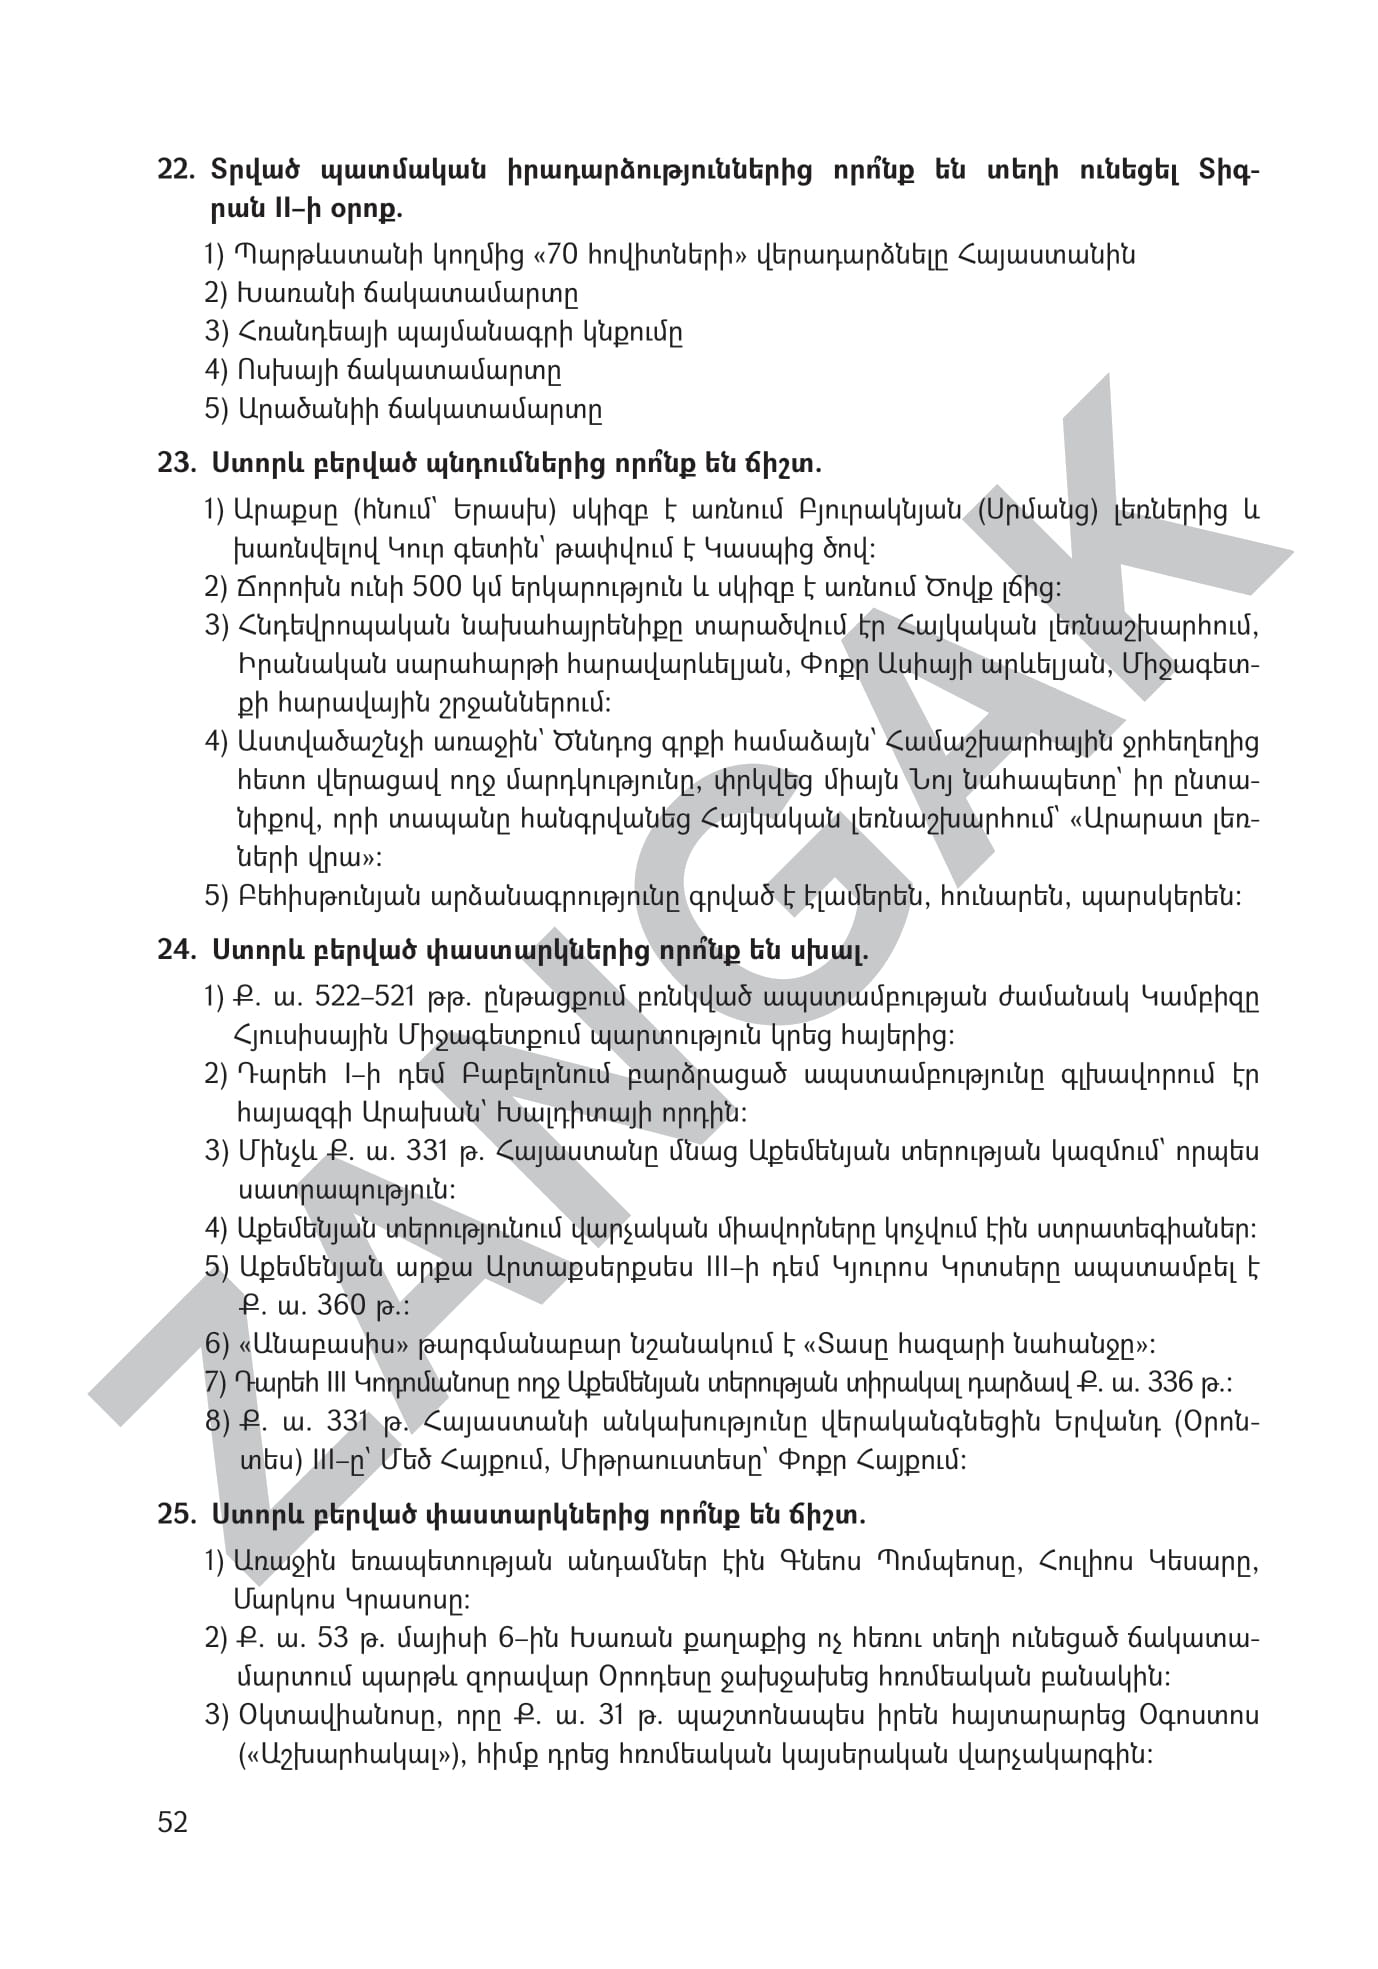 22. Տրված պատմական իրադարձություններից որո՞նք են տեղի ունեցել Տիգ-
րան II–ի օրոք.
1) Պարթևստանի կողմից «70 հովիտների» վերադարձնելը Հայաստանին
2) Խառանի ճակատամարտը
3) Հռանդեայի պայմանագրի կնքումը
4) Ոսխայի ճակատամարտը
5) Արածանիի ճակատամարտը
23. Ստորև բերված պնդումներից որո՞նք են ճիշտ.
1) Արաքսը (հնում՝ Երասխ) սկիզբ է առնում Բյուրակնյան (Սրմանց) լեռներից և
խառնվելով Կուր գետին՝ թափվում է Կասպից ծով:
2) Ճորոխն ունի 500 կմ երկարություն և սկիզբ է առնում Ծովք լճից:
3) Հնդեվրոպական նախահայրենիքը տարածվում էր Հայկական լեռնաշխարհում,
Իրանական սարահարթի հարավարևելյան, Փոքր Ասիայի արևելյան, Միջագետ-
քի հարավային շրջաններում:
4) Աստվածաշնչի առաջին՝ Ծննդոց գրքի համաձայն՝ Համաշխարհային ջրհեղեղից
հետո վերացավ ողջ մարդկությունը, փրկվեց միայն Նոյ նահապետը՝ իր ընտա-
նիքով, որի տապանը հանգրվանեց Հայկական լեռնաշխարհում՝ «Արարատ լեռ-
ների վրա»:
5) Բեհիսթունյան արձանագրությունը գրված է էլամերեն, հունարեն, պարսկերեն:
24. Ստորև բերված փաստարկներից որո՞նք են սխալ.
1) Ք. ա. 522–521 թթ. ընթացքում բռնկված ապստամբության ժամանակ Կամբիզը
Հյուսիսային Միջագետքում պարտություն կրեց հայերից:
2) Դարեհ I–ի դեմ Բաբելոնում բարձրացած ապստամբությունը գլխավորում էր
հայազգի Արախան՝ Խալդիտայի որդին:
3) Մինչև Ք. ա. 331 թ. Հայաստանը մնաց Աքեմենյան տերության կազմում՝ որպես
սատրապություն:
4) Աքեմենյան տերությունում վարչական միավորները կոչվում էին ստրատեգիաներ:
5) Աքեմենյան արքա Արտաքսերքսես III–ի դեմ Կյուրոս Կրտսերը ապստամբել է
Ք. ա. 360 թ.:
6) «Անաբասիս» թարգմանաբար նշանակում է «Տասը հազարի նահանջը»:
7) Դարեհ III Կոդոմանոսը ողջ Աքեմենյան տերության տիրակալ դարձավ Ք. ա. 336 թ.:
8) Ք. ա. 331 թ. Հայաստանի անկախությունը վերականգնեցին Երվանդ (Օրոն-
տես) III–ը՝ Մեծ Հայքում, Միթրաուստեսը՝ Փոքր Հայքում:
25. Ստորև բերված փաստարկներից որո՞նք են ճիշտ.
1) Առաջին եռապետության անդամներ էին Գնեոս Պոմպեոսը, Հուլիոս Կեսարը,
Մարկոս Կրասոսը:
2) Ք. ա. 53 թ. մայիսի 6–ին Խառան քաղաքից ոչ հեռու տեղի ունեցած ճակատա-
մարտում պարթև զորավար Օրոդեսը ջախջախեց հռոմեական բանակին:
3) Օկտավիանոսը, որը Ք. ա. 31 թ. պաշտոնապես իրեն հայտարարեց Օգոստոս
(«Աշխարհակալ»), հիմք դրեց հռոմեական կայսերական վարչակարգին:
52
ZANGAK